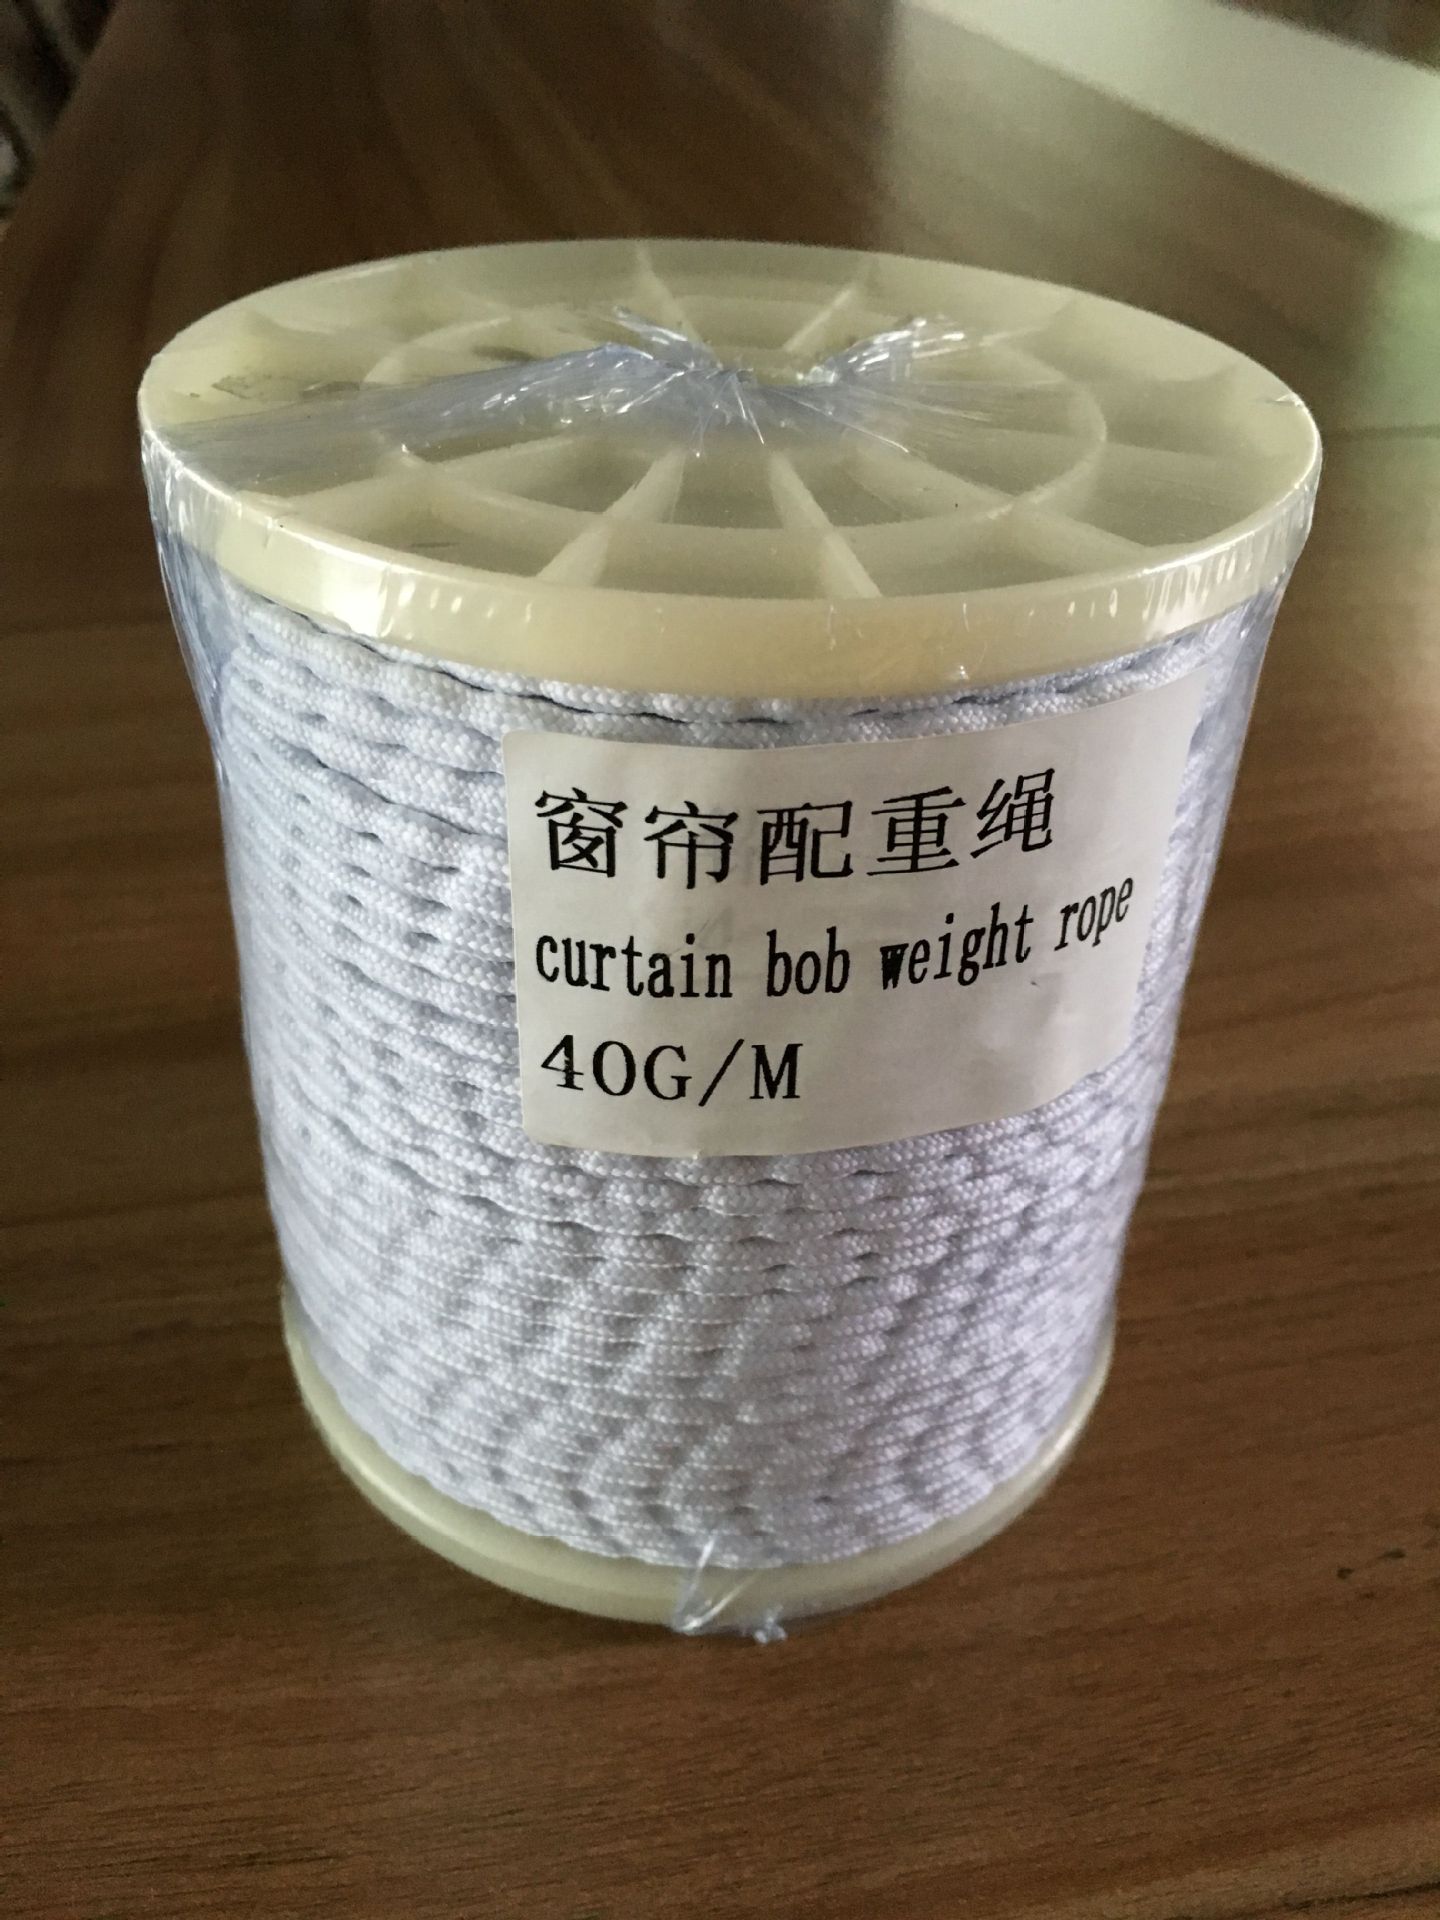 窗帘配重绳
curtain bob weight rope
40G/M